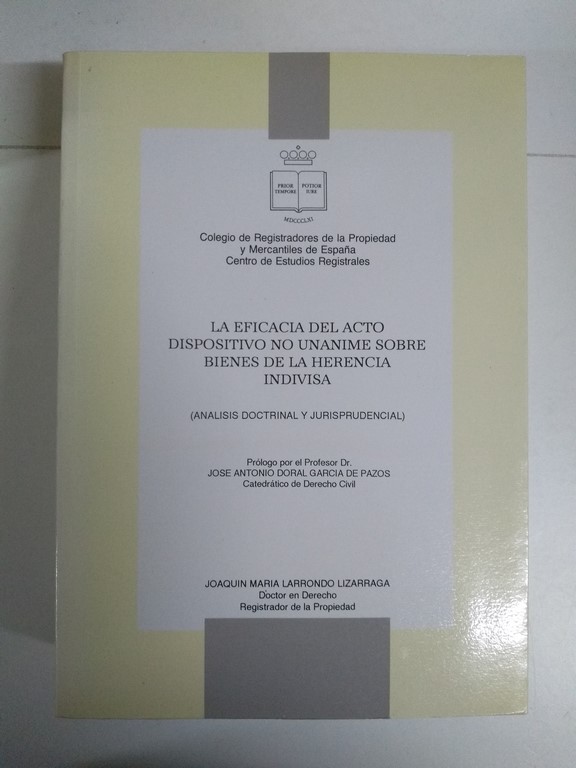 PRIOR
TEMPORE
POTIOR
IURE
MDCCCLXI
Colegio de Registradores de la Propiedad
y Mercantiles de España
Centro de Estudios Registrales
LA EFICACIA DEL ACTO
DISPOSITIVO NO UNANIME SOBRE
BIENES DE LA HERENCIA
INDIVISA
(ANALISIS DOCTRINAL Y JURISPRUDENCIAL)
Prólogo por el Profesor Dr.
JOSE ANTONIO DORAL GARCIA DE PAZOS
Catedrático de Derecho Civil
JOAQUIN MARIA LARRONDO LIZARRAGA
Doctor en Derecho
Registrador de la Propiedad